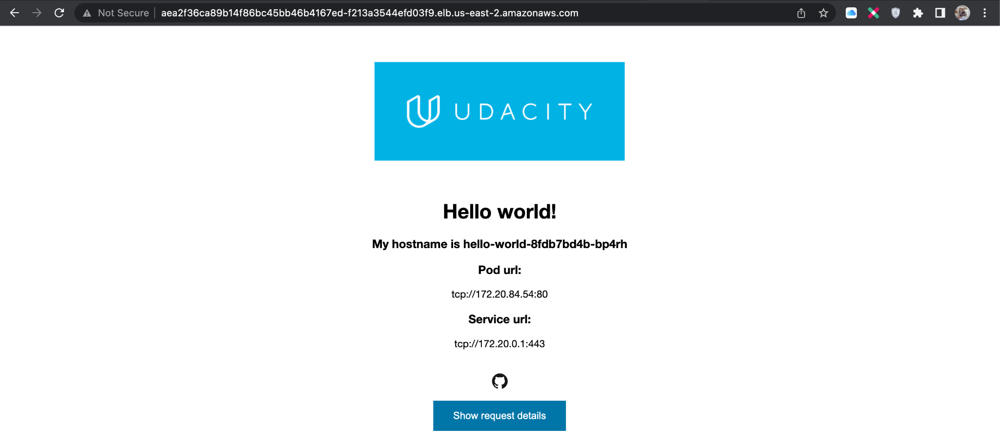 Not Secure aea2f36ca89b14f86bc45bb46b4167ed-f213a3544efd03f9.elb.us-east-2.amazonaws.com
UDACITY
Hello world!
My hostname is hello-world-8fdb7bd4b-bp4rh
Pod url:
tcp://172.20.84.54:80
Service url:
tcp://172.20.0.1:443
Show request details